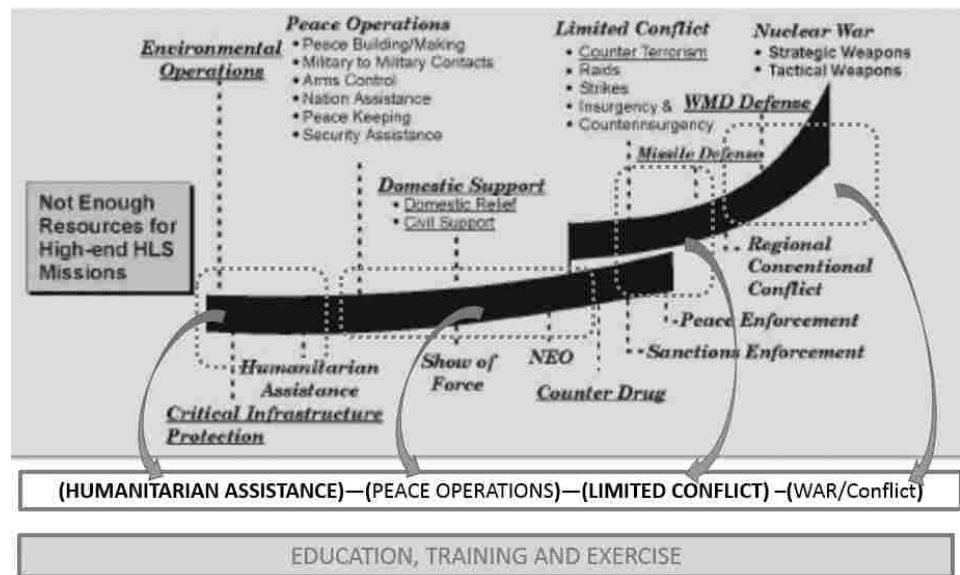 Environmental
Operations
Peace Operations
• Peace Building/Making
• Military to Military Contacts
• Arms Control
• Nation Assistance
• Peace Keeping
• Security Assistance
Limited Conflict
• Counter Terrorism
• Raids
• Strikes
• Insurgency &
• Counterinsurgency
Nuclear War
• Strategic Weapons
• Tactical Weapons
WMD Defense
Missile Defense
Domestic Support
• Domestic Relief
• Civil Support
Not Enough
Resources for
High-end HLS
Missions
Regional
Conventional
Conflict
Peace Enforcement
Sanctions Enforcement
Humanitarian
Assistance
Show of
Force
NEO
Counter Drug
Critical Infrastructure
Protection
(HUMANITARIAN ASSISTANCE)—(PEACE OPERATIONS)—(LIMITED CONFLICT) –(WAR/Conflict)
EDUCATION, TRAINING AND EXERCISE